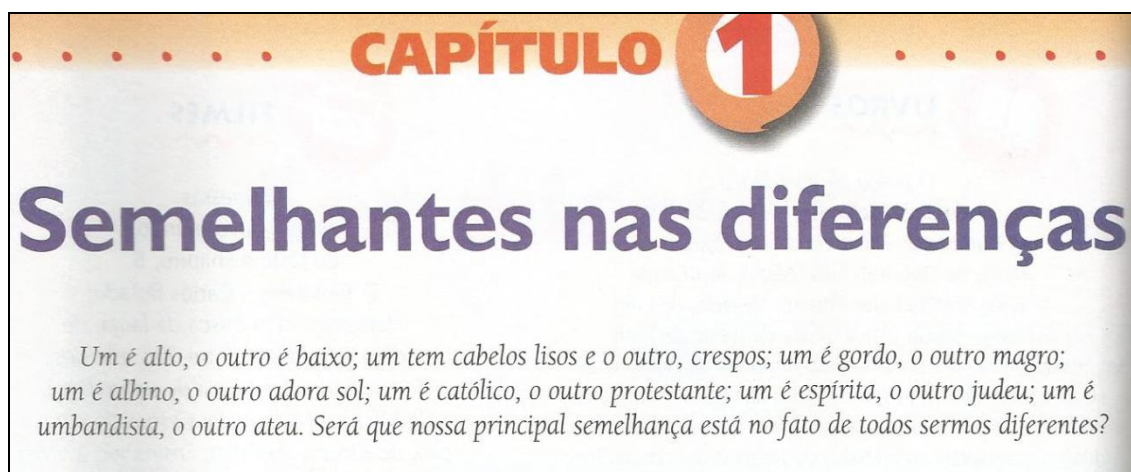 CAPÍTULO 1
Semelhantes nas diferenças
Um é alto, o outro é baixo; um tem cabelos lisos e o outro, crespos; um é gordo, o outro magro;
um é albino, o outro adora sol; um é católico, o outro protestante; um é espírita, o outro judeu; um é
umbandista, o outro ateu. Será que nossa principal semelhança está no fato de todos sermos diferentes?